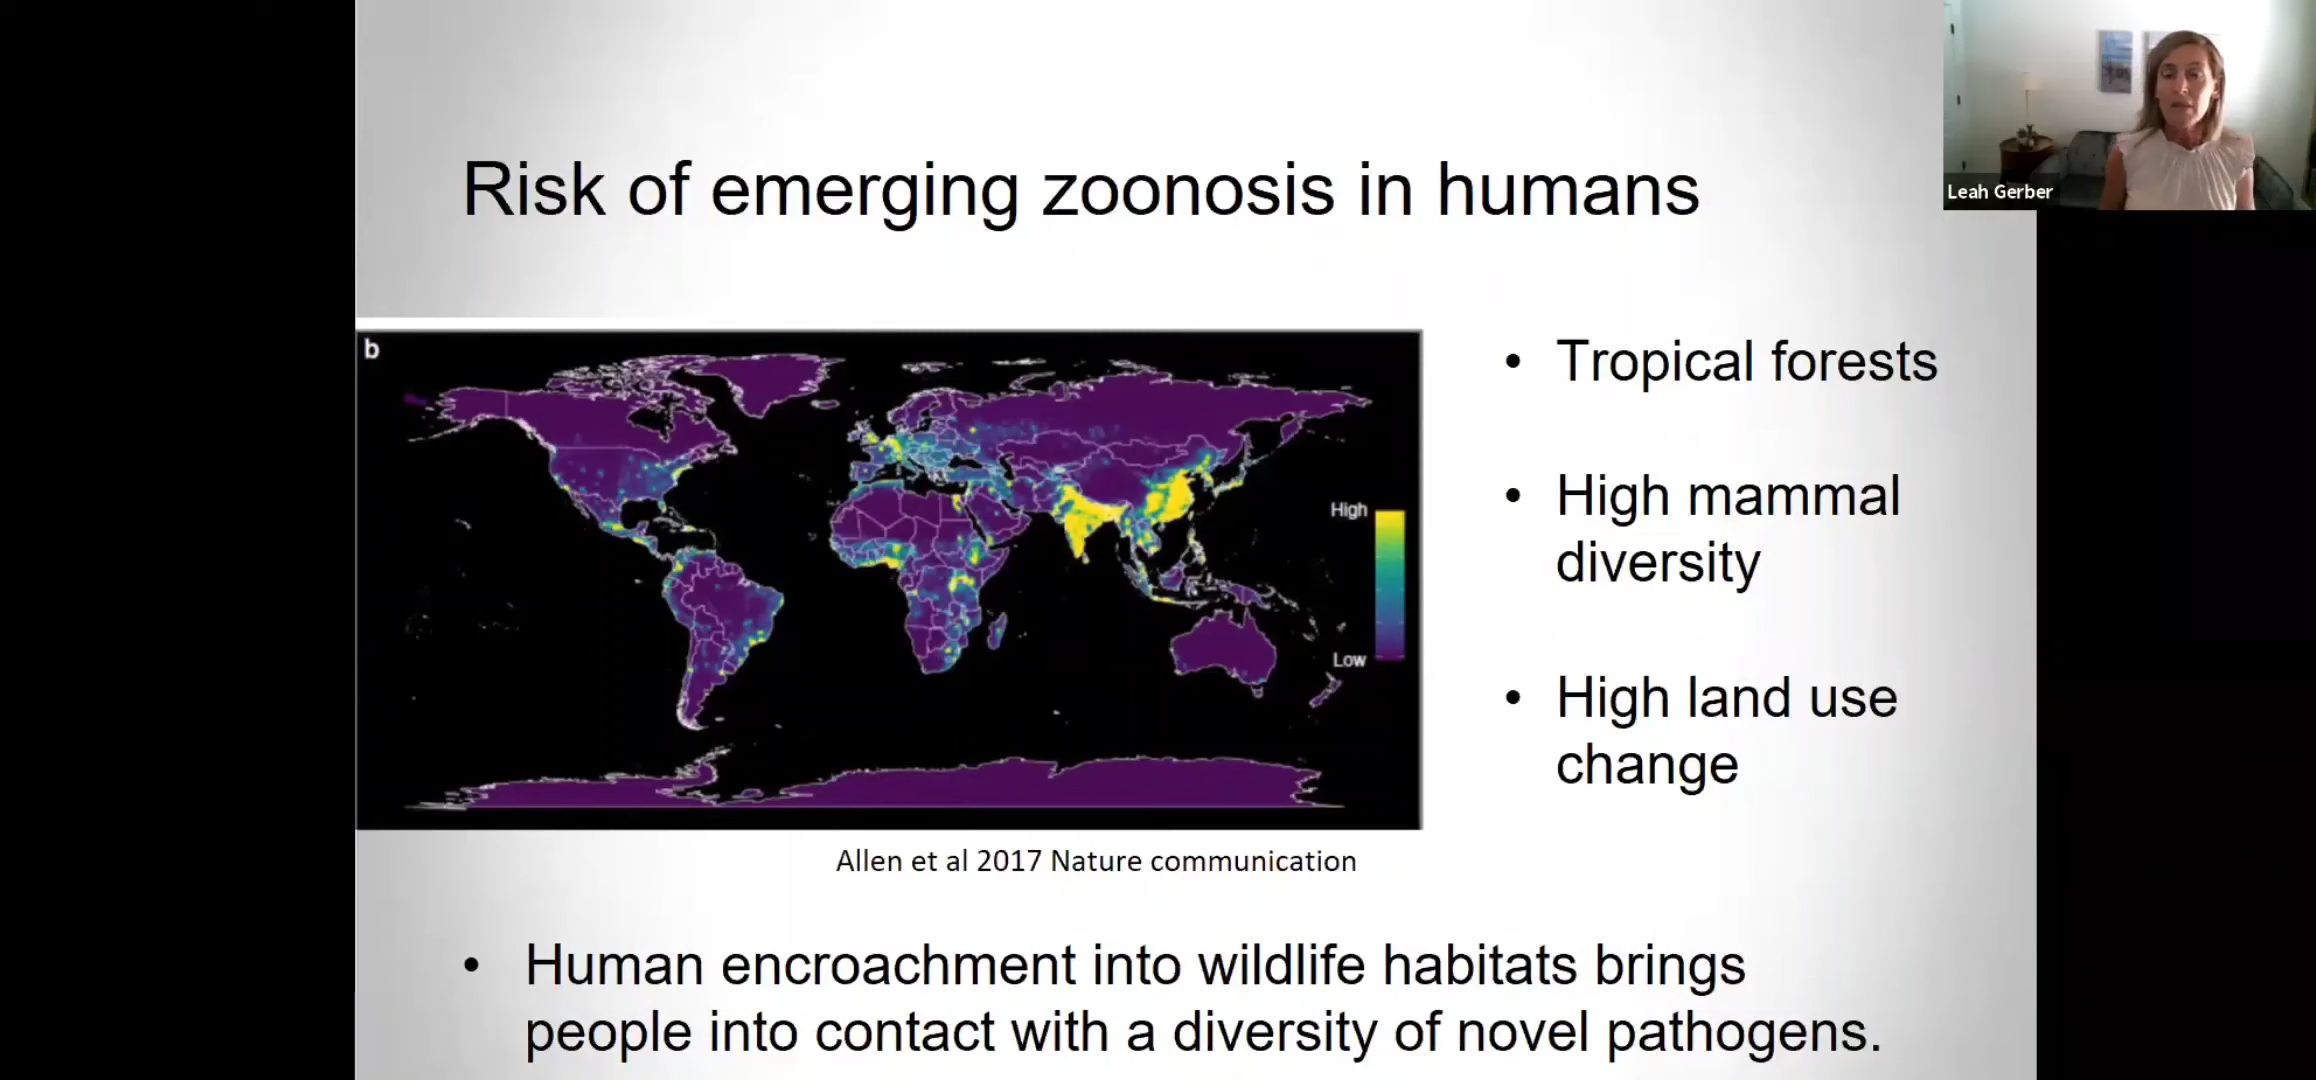 Risk of emerging zoonosis in humans
Leah Gerber
b
High
Low
• Tropical forests
• High mammal
diversity
• High land use
change
Allen et al 2017 Nature communication
• Human encroachment into wildlife habitats brings
people into contact with a diversity of novel pathogens.